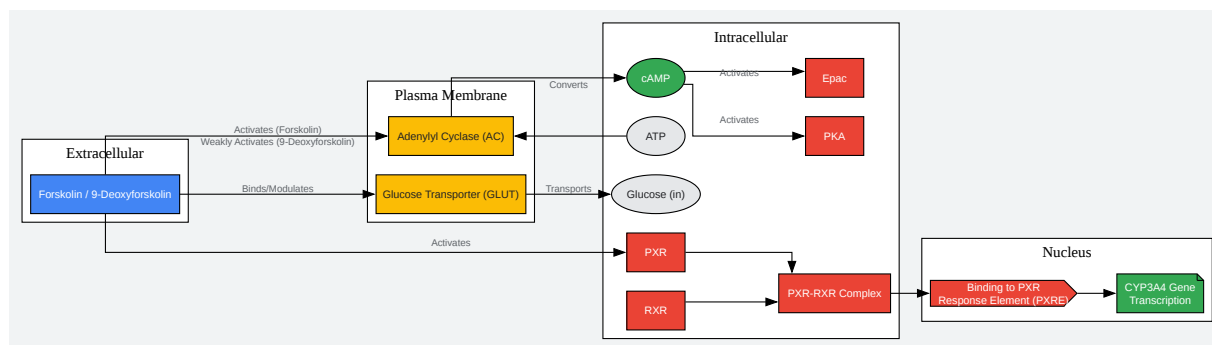 Intracellular
cAMP
Activates
Epac
Converts
Plasma Membrane
Activates (Forskolin)
Weakly Activates (9-Deoxyforskolin)
Adenylyl Cyclase (AC)
ATP
Activates
PKA
Extracellular
Forskolin / 9-Deoxyforskolin
Binds/Modulates
Glucose Transporter (GLUT)
Transports
Glucose (in)
Activates
PXR
RXR
PXR-RXR Complex
Nucleus
Binding to PXR
Response Element (PXRE)
CYP3A4 Gene
Transcription